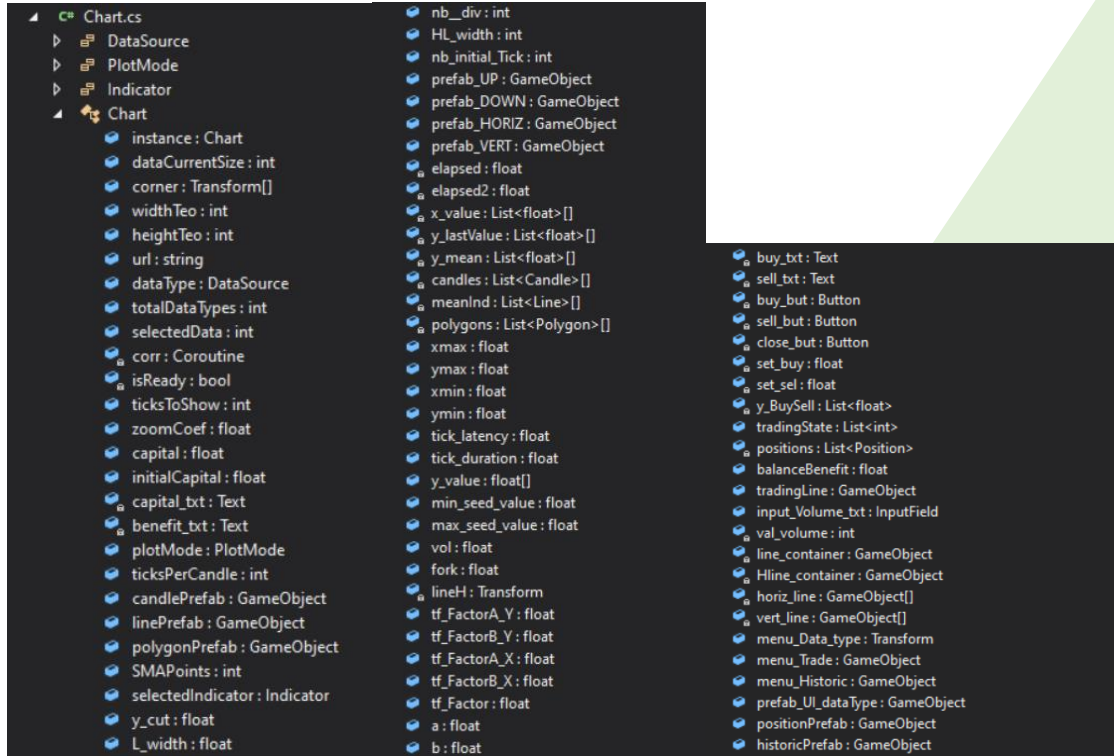 C# Chart.cs
DataSource
PlotMode
Indicator
Chart
instance : Chart
dataCurrentSize : int
corner : Transform[]
widthTeo : int
heightTeo : int
url : string
dataType : DataSource
totalDataTypes : int
selectedData : int
corr : Coroutine
isReady : bool
ticksToShow : int
zoomCoef : float
capital : float
initialCapital : float
capital_txt : Text
benefit_txt : Text
plotMode : PlotMode
ticksPerCandle : int
candlePrefab : GameObject
linePrefab : GameObject
polygonPrefab : GameObject
SMAPoints : int
selectedIndicator : Indicator
y_cut : float
L_width : float
nb__div : int
HL_width : int
nb_initial_Tick : int
prefab_UP : GameObject
prefab_DOWN : GameObject
prefab_HORIZ : GameObject
prefab_VERT : GameObject
elapsed : float
elapsed2 : float
x_value : List<float>[]
y_lastValue : List<float>[]
y_mean : List<float>[]
candles : List<Candle>[]
meanInd : List<Line>[]
polygons : List<Polygon>[]
xmax : float
ymax : float
xmin : float
ymin : float
tick_latency : float
tick_duration : float
y_value : float[]
min_seed_value : float
max_seed_value : float
vol : float
fork : float
lineH : Transform
tf_FactorA_Y : float
tf_FactorB_Y : float
tf_FactorA_X : float
tf_FactorB_X : float
tf_Factor : float
a : float
b : float
buy_txt : Text
sell_txt : Text
buy_but : Button
sell_but : Button
close_but : Button
set_buy : float
set_sel : float
y_BuySell : List<float>
tradingState : List<int>
positions : List<Position>
balanceBenefit : float
tradingLine : GameObject
input_Volume_txt : InputField
val_volume : int
line_container : GameObject
Hline_container : GameObject
horiz_line : GameObject[]
vert_line : GameObject[]
menu_Data_type : Transform
menu_Trade : GameObject
menu_Historic : GameObject
prefab_UI_dataType : GameObject
positionPrefab : GameObject
historicPrefab : GameObject